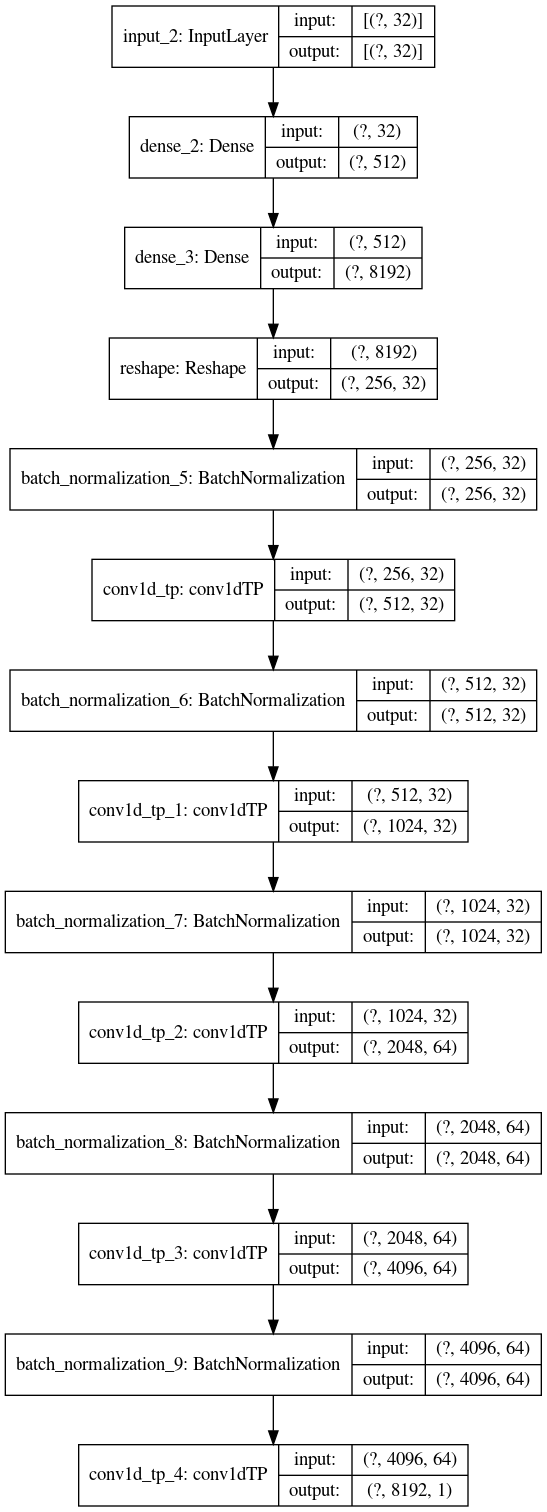 input_2: InputLayer
input: [(?, 32)]
output: [(?, 32)]
dense_2: Dense
input: (?, 32)
output: (?, 512)
dense_3: Dense
input: (?, 512)
output: (?, 8192)
reshape: Reshape
input: (?, 8192)
output: (?, 256, 32)
batch_normalization_5: BatchNormalization
input: (?, 256, 32)
output: (?, 256, 32)
conv1d_tp: conv1dTP
input: (?, 256, 32)
output: (?, 512, 32)
batch_normalization_6: BatchNormalization
input: (?, 512, 32)
output: (?, 512, 32)
conv1d_tp_1: conv1dTP
input: (?, 512, 32)
output: (?, 1024, 32)
batch_normalization_7: BatchNormalization
input: (?, 1024, 32)
output: (?, 1024, 32)
conv1d_tp_2: conv1dTP
input: (?, 1024, 32)
output: (?, 2048, 64)
batch_normalization_8: BatchNormalization
input: (?, 2048, 64)
output: (?, 2048, 64)
conv1d_tp_3: conv1dTP
input: (?, 2048, 64)
output: (?, 4096, 64)
batch_normalization_9: BatchNormalization
input: (?, 4096, 64)
output: (?, 4096, 64)
conv1d_tp_4: conv1dTP
input: (?, 4096, 64)
output: (?, 8192, 1)